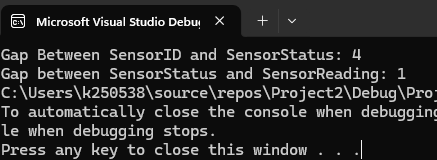 Microsoft Visual Studio Debug
Gap Between SensorID and SensorStatus: 4
Gap between SensorStatus and SensorReading: 1
C:\Users\k250538\source\repos\Project2\Debug\Pro
To automatically close the console when debugging
le when debugging stops.
Press any key to close this window . . .